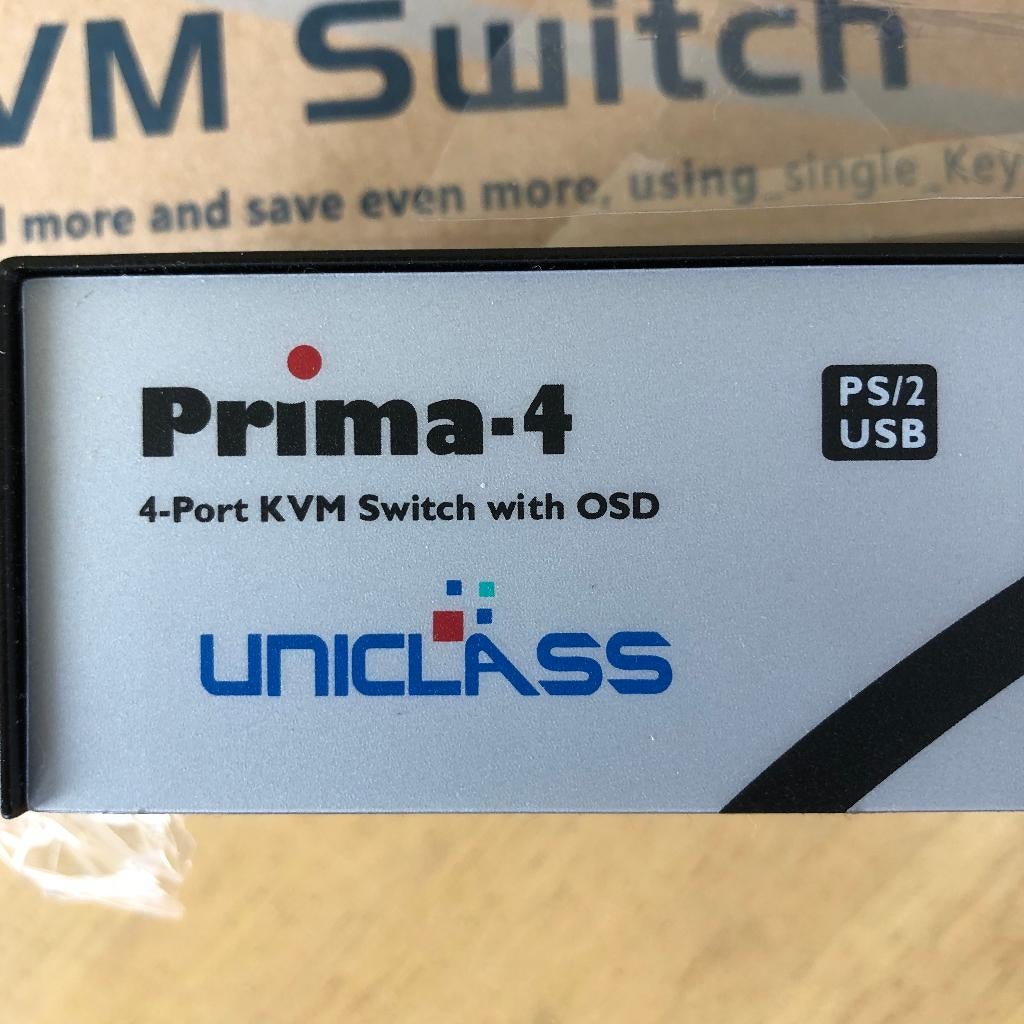 VM Switch
more and save even more, using single Key
Prima-4
PS/2
USB
4-Port KVM Switch with OSD
UNICLASS